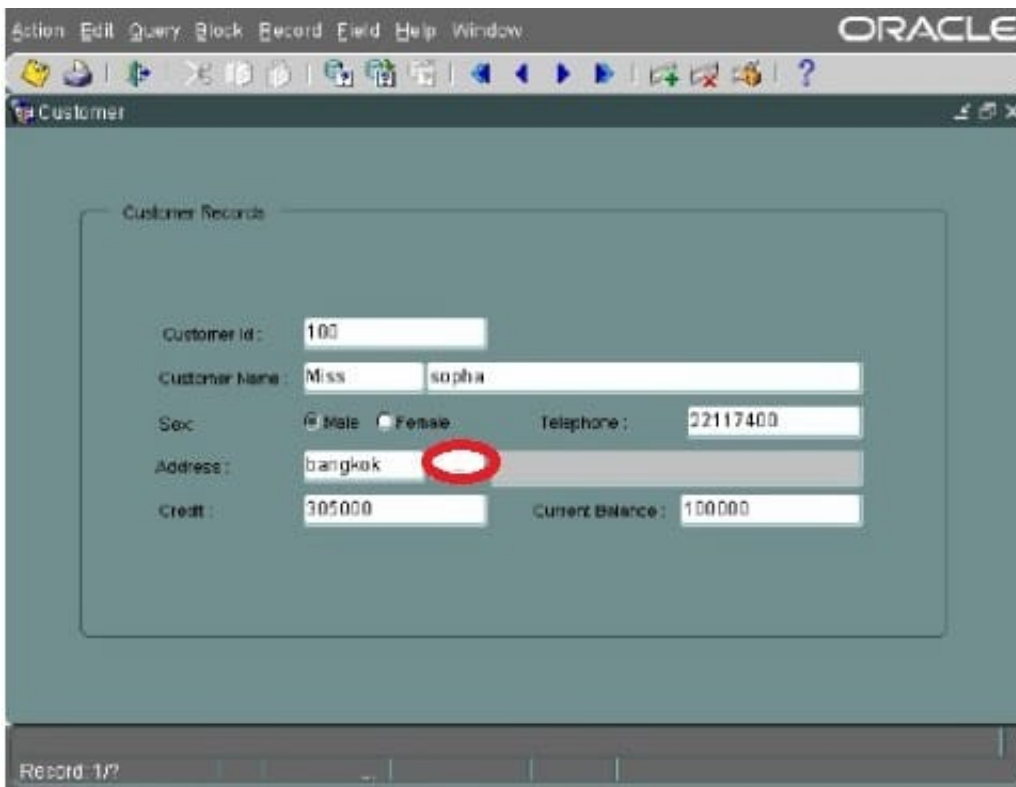 Action Edit Query Block Record Field Help Window ORACLE
Customer
Customer Records
Customer Id : 100
Customer Name : Miss sopha
Sex: Male Female Telephone : 22117400
Address : bangkok
Credit : 305000 Current Balance : 100000
Record: 1/?